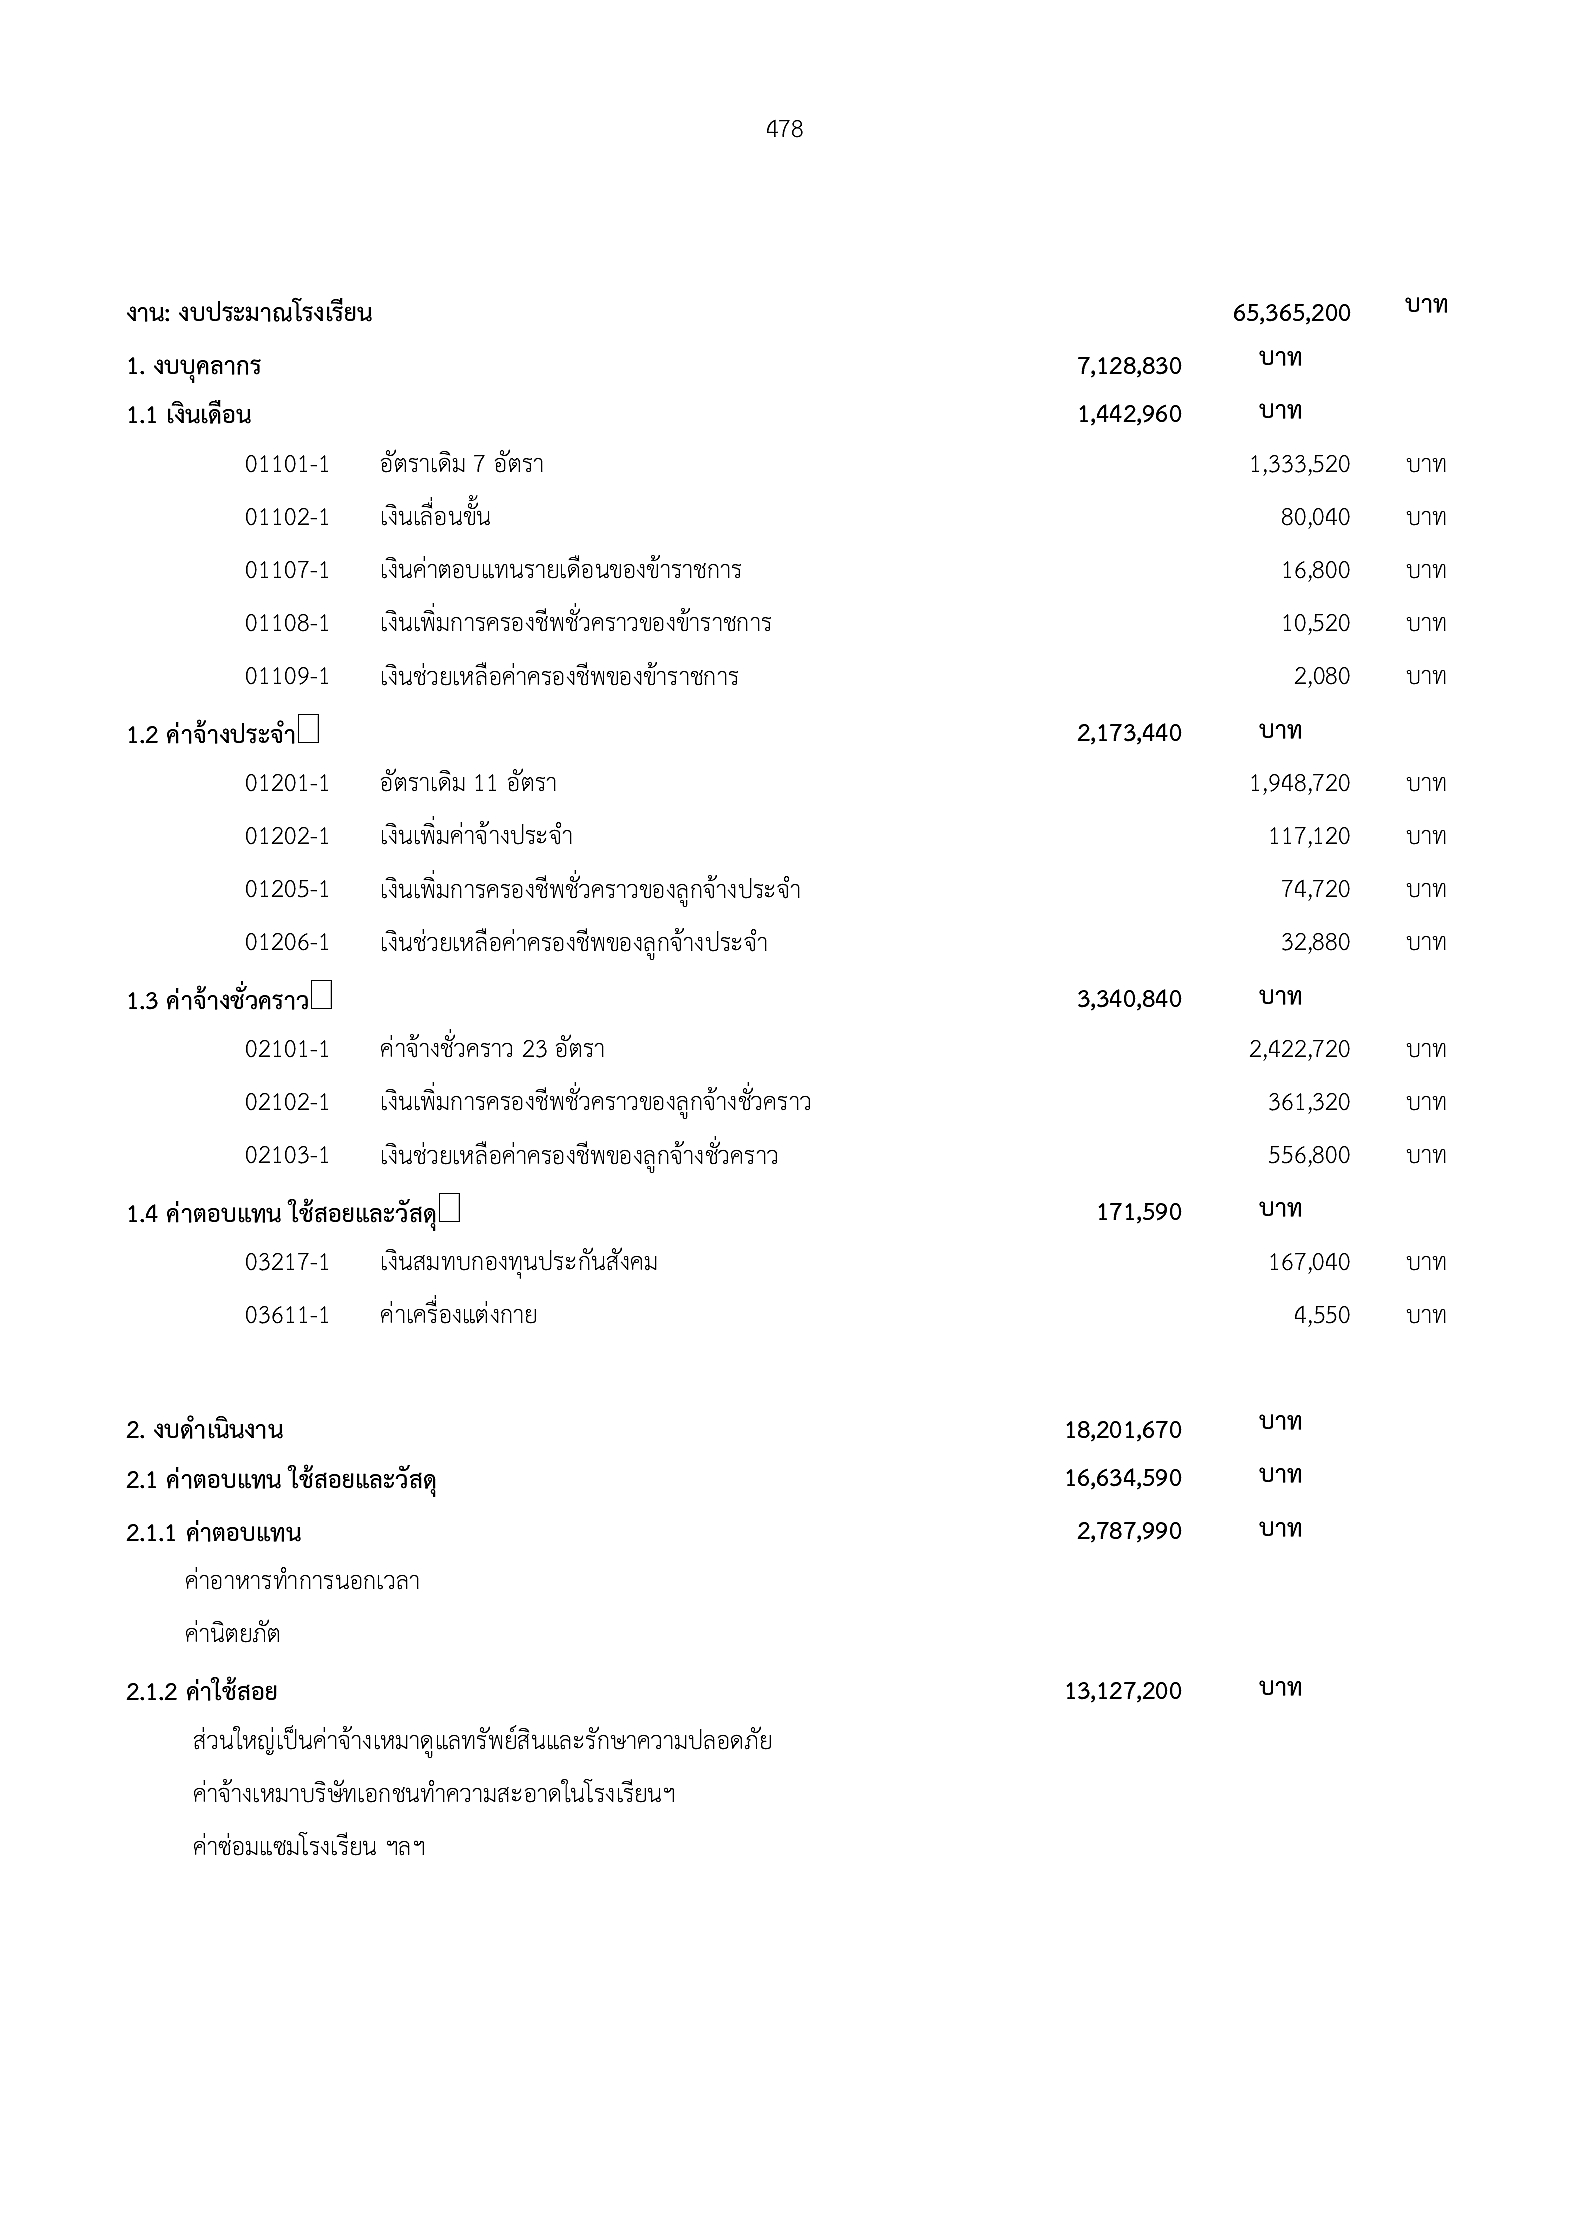 478
งาน: งบประมาณโรงเรียน 65,365,200 บาท
1. งบบุคลากร 7,128,830 บาท
1.1 เงินเดือน 1,442,960 บาท
01101-1 อัตราเดิม 7 อัตรา 1,333,520 บาท
01102-1 เงินเลื่อนขั้น 80,040 บาท
01107-1 เงินค่าตอบแทนรายเดือนของข้าราชการ 16,800 บาท
01108-1 เงินเพิ่มการครองชีพชั่วคราวของข้าราชการ 10,520 บาท
01109-1 เงินช่วยเหลือค่าครองชีพของข้าราชการ 2,080 บาท
1.2 ค่าจ้างประจำ 2,173,440 บาท
01201-1 อัตราเดิม 11 อัตรา 1,948,720 บาท
01202-1 เงินเพิ่มค่าจ้างประจำ 117,120 บาท
01205-1 เงินเพิ่มการครองชีพชั่วคราวของลูกจ้างประจำ 74,720 บาท
01206-1 เงินช่วยเหลือค่าครองชีพของลูกจ้างประจำ 32,880 บาท
1.3 ค่าจ้างชั่วคราว 3,340,840 บาท
02101-1 ค่าจ้างชั่วคราว 23 อัตรา 2,422,720 บาท
02102-1 เงินเพิ่มการครองชีพชั่วคราวของลูกจ้างชั่วคราว 361,320 บาท
02103-1 เงินช่วยเหลือค่าครองชีพของลูกจ้างชั่วคราว 556,800 บาท
1.4 ค่าตอบแทน ใช้สอยและวัสดุ 171,590 บาท
03217-1 เงินสมทบกองทุนประกันสังคม 167,040 บาท
03611-1 ค่าเครื่องแต่งกาย 4,550 บาท
2. งบดำเนินงาน 18,201,670 บาท
2.1 ค่าตอบแทน ใช้สอยและวัสดุ 16,634,590 บาท
2.1.1 ค่าตอบแทน 2,787,990 บาท
ค่าอาหารทำการนอกเวลา
ค่านิตยภัต
2.1.2 ค่าใช้สอย 13,127,200 บาท
ส่วนใหญ่เป็นค่าจ้างเหมาดูแลทรัพย์สินและรักษาความปลอดภัย
ค่าจ้างเหมาบริษัทเอกชนทำความสะอาดในโรงเรียนฯ
ค่าซ่อมแซมโรงเรียน ฯลฯ